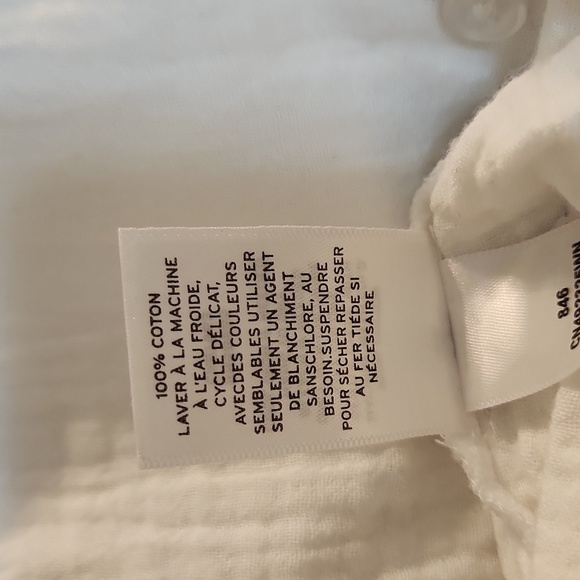 100% COTON
LAVER À LA MACHINE
À L'EAU FROIDE,
CYCLE DÉLICAT,
AVECDES COULEURS
SEMBLABLES UTILISER
SEULEMENT UN AGENT
DE BLANCHIMENT
SANSCHLORE, AU
BESOIN.SUSPENDRE
POUR SÉCHER REPASSER
AU FER TIÉDE SI
NÉCESSAIRE
846